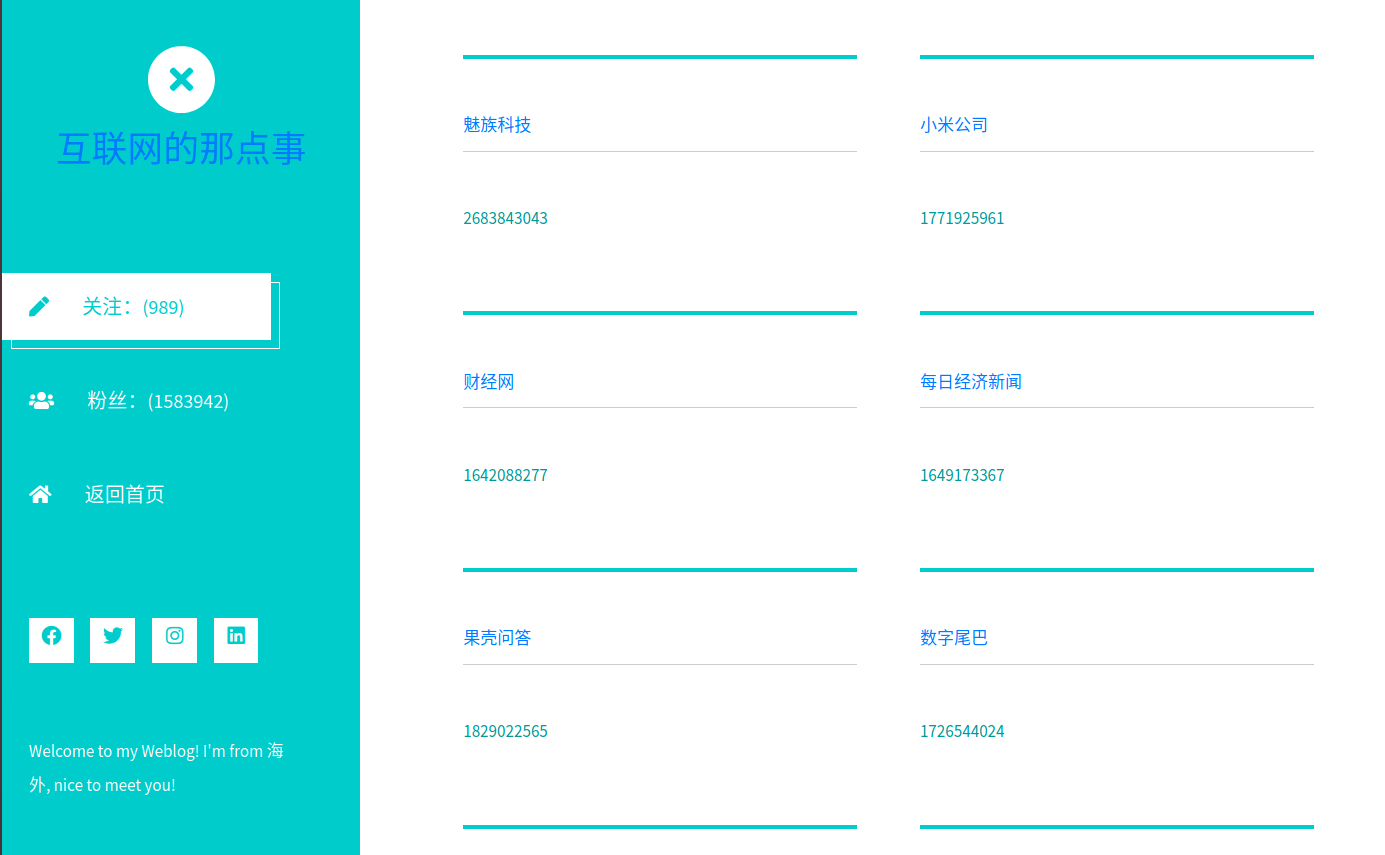 互联网的那点事
关注：(989)
粉丝：(1583942)
返回首页
Welcome to my Weblog! I'm from 海
外, nice to meet you!
魅族科技
2683843043
小米公司
1771925961
财经网
1642088277
每日经济新闻
1649173367
果壳问答
1829022565
数字尾巴
1726544024